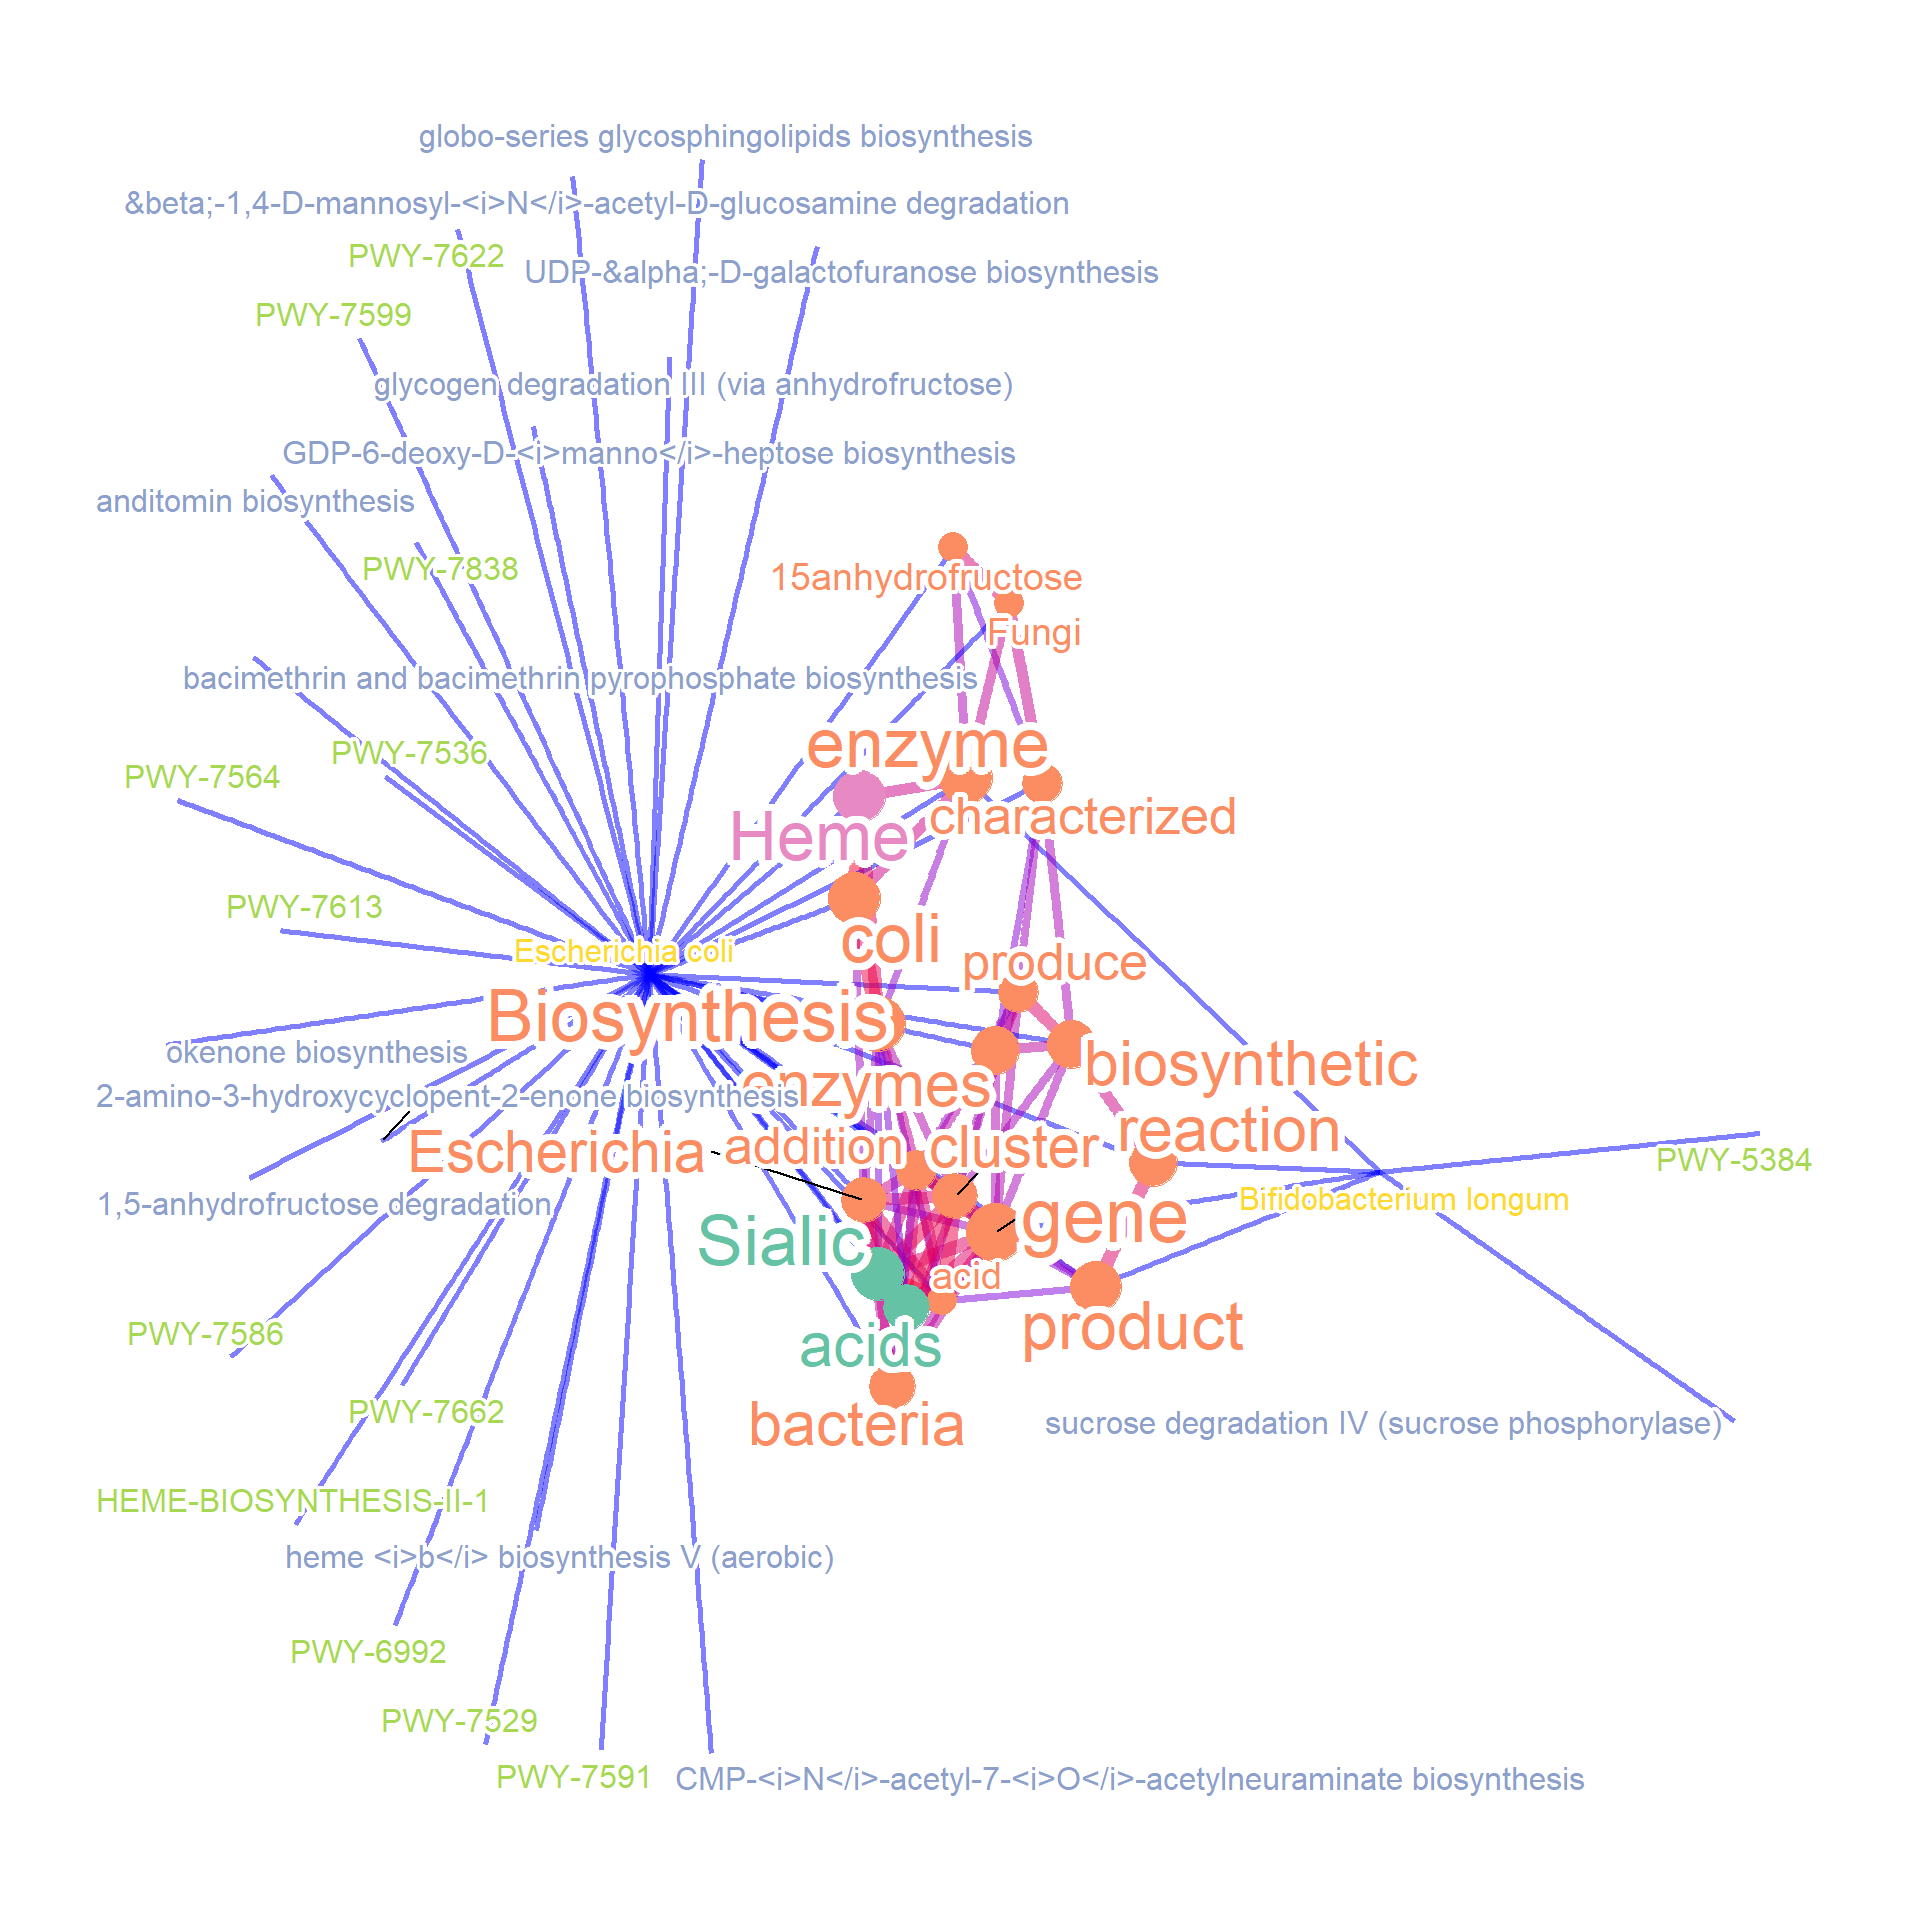 globo-series glycosphingolipids biosynthesis
&beta;-1,4-D-mannosyl-<i>N</i>-acetyl-D-glucosamine degradation
PWY-7622
UDP-&alpha;-D-galactofuranose biosynthesis
PWY-7599
glycogen degradation III (via anhydrofructose)
GDP-6-deoxy-D-<i>manno</i>-heptose biosynthesis
anditomin biosynthesis
PWY-7838
15anhydrofructose
Fungi
bacimethrin and bacimethrin pyrophosphate biosynthesis
enzyme
PWY-7536
PWY-7564
characterized
Heme
PWY-7613
coli
Escherichia coli
produce
Biosynthesis
okenone biosynthesis
biosynthetic
enzymes
2-amino-3-hydroxycyclopent-2-enone biosynthesis
reaction
addition
cluster
Escherichia
PWY-5384
Bifidobacterium longum
1,5-anhydrofructose degradation
gene
Sialic
acid
product
PWY-7586
acids
PWY-7662
bacteria
sucrose degradation IV (sucrose phosphorylase)
HEME-BIOSYNTHESIS-II-1
heme <i>b</i> biosynthesis V (aerobic)
PWY-6992
PWY-7529
PWY-7591
CMP-<i>N</i>-acetyl-7-<i>O</i>-acetylneuraminate biosynthesis